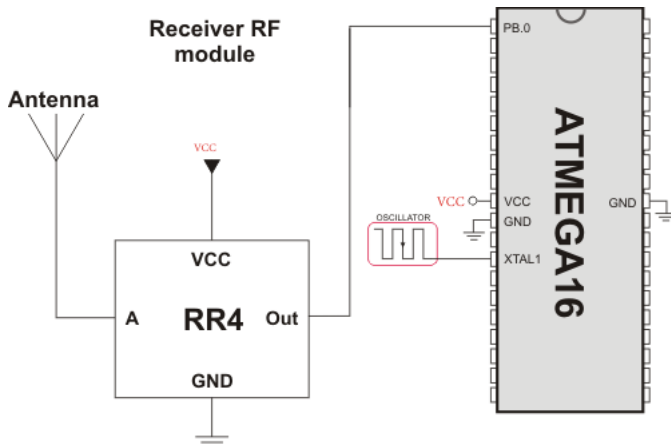 Receiver RF
module
Antenna
VCC
VCC
A
RR4
Out
GND
OSCILLATOR
VCC
PB.0
VCC
GND
XTAL1
ATMEGA16
GND